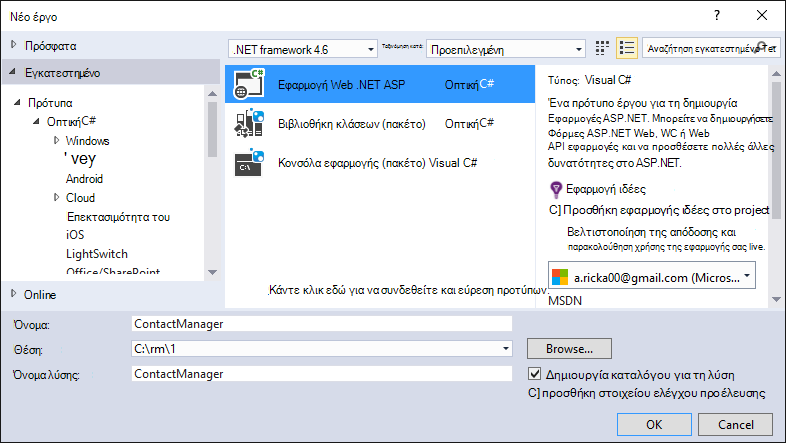 Νέο έργο
Πρόσφατα
.NET framework 4.6
Ταξινόμηση κατά:
Προεπιλεγμένη
Αναζήτηση εγκατεστημένο
Εγκατεστημένο
Πρότυπα
Οπτική C#
Windows
' vey
Android
Cloud
Επεκτασιμότητα του
iOS
LightSwitch
Office/SharePoint
Online
Εφαρμογή Web .NET ASP Οπτική C#
Βιβλιοθήκη κλάσεων (πακέτο) Οπτική C#
Κονσόλα εφαρμογής (πακέτο) Visual C#
Κάντε κλικ εδώ για να συνδεθείτε και εύρεση προτύπων.
Τύπος: Visual C#
Ένα πρότυπο έργου για τη δημιουργία
Εφαρμογές ASP.NET. Μπορείτε να δημιουργήσετε
Φόρμες ASP.NET Web, WC ή Web
API εφαρμογές και να προσθέσετε πολλές άλλες
δυνατότητες στο ASP.NET.
Εφαρμογή ιδέες
C] Προσθήκη εφαρμογής ιδέες στο project
Βελτιστοποίηση της απόδοσης και
παρακολούθηση χρήσης της εφαρμογής σας live.
a.ricka00@gmail.com (Micros...
MSDN
Όνομα: ContactManager
Θέση: C:\rm\1
Browse...
Όνομα λύσης: ContactManager
Δημιουργία καταλόγου για τη λύση
C] προσθήκη στοιχείου ελέγχου προέλευσης
OK
Cancel